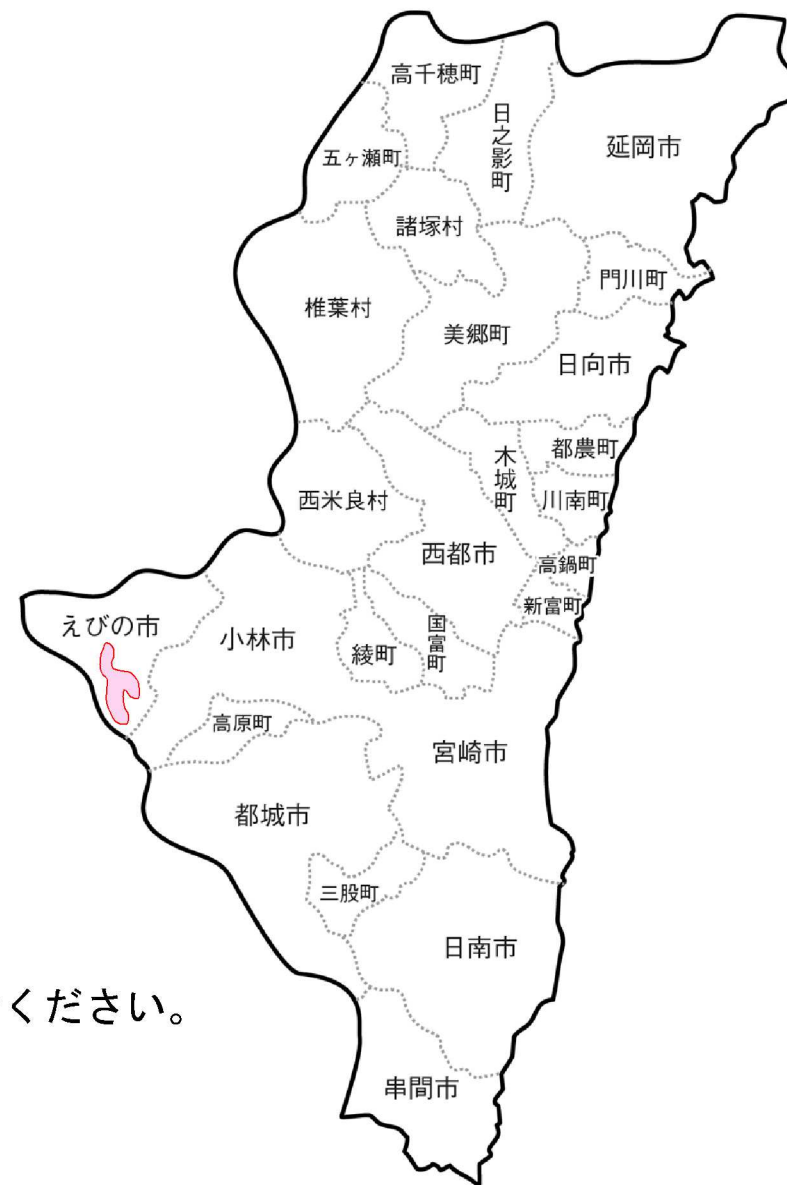 高千穂町
日之影町
延岡市
五ヶ瀬町
諸塚村
門川町
椎葉村
美郷町
日向市
都農町
木城町
川南町
西米良村
西都市
高鍋町
新富町
えびの市
小林市
綾町
国富町
高原町
宮崎市
都城市
三股町
日南市
ください。
串間市